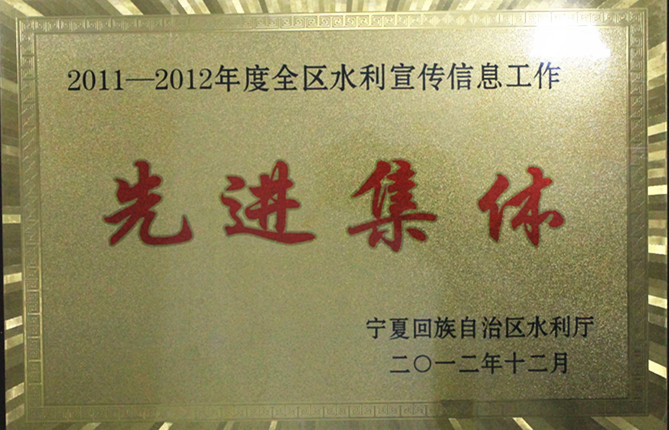 2011—2012年度全区水利宣传信息工作
先进集体
宁夏回族自治区水利厅
二〇一二年十二月